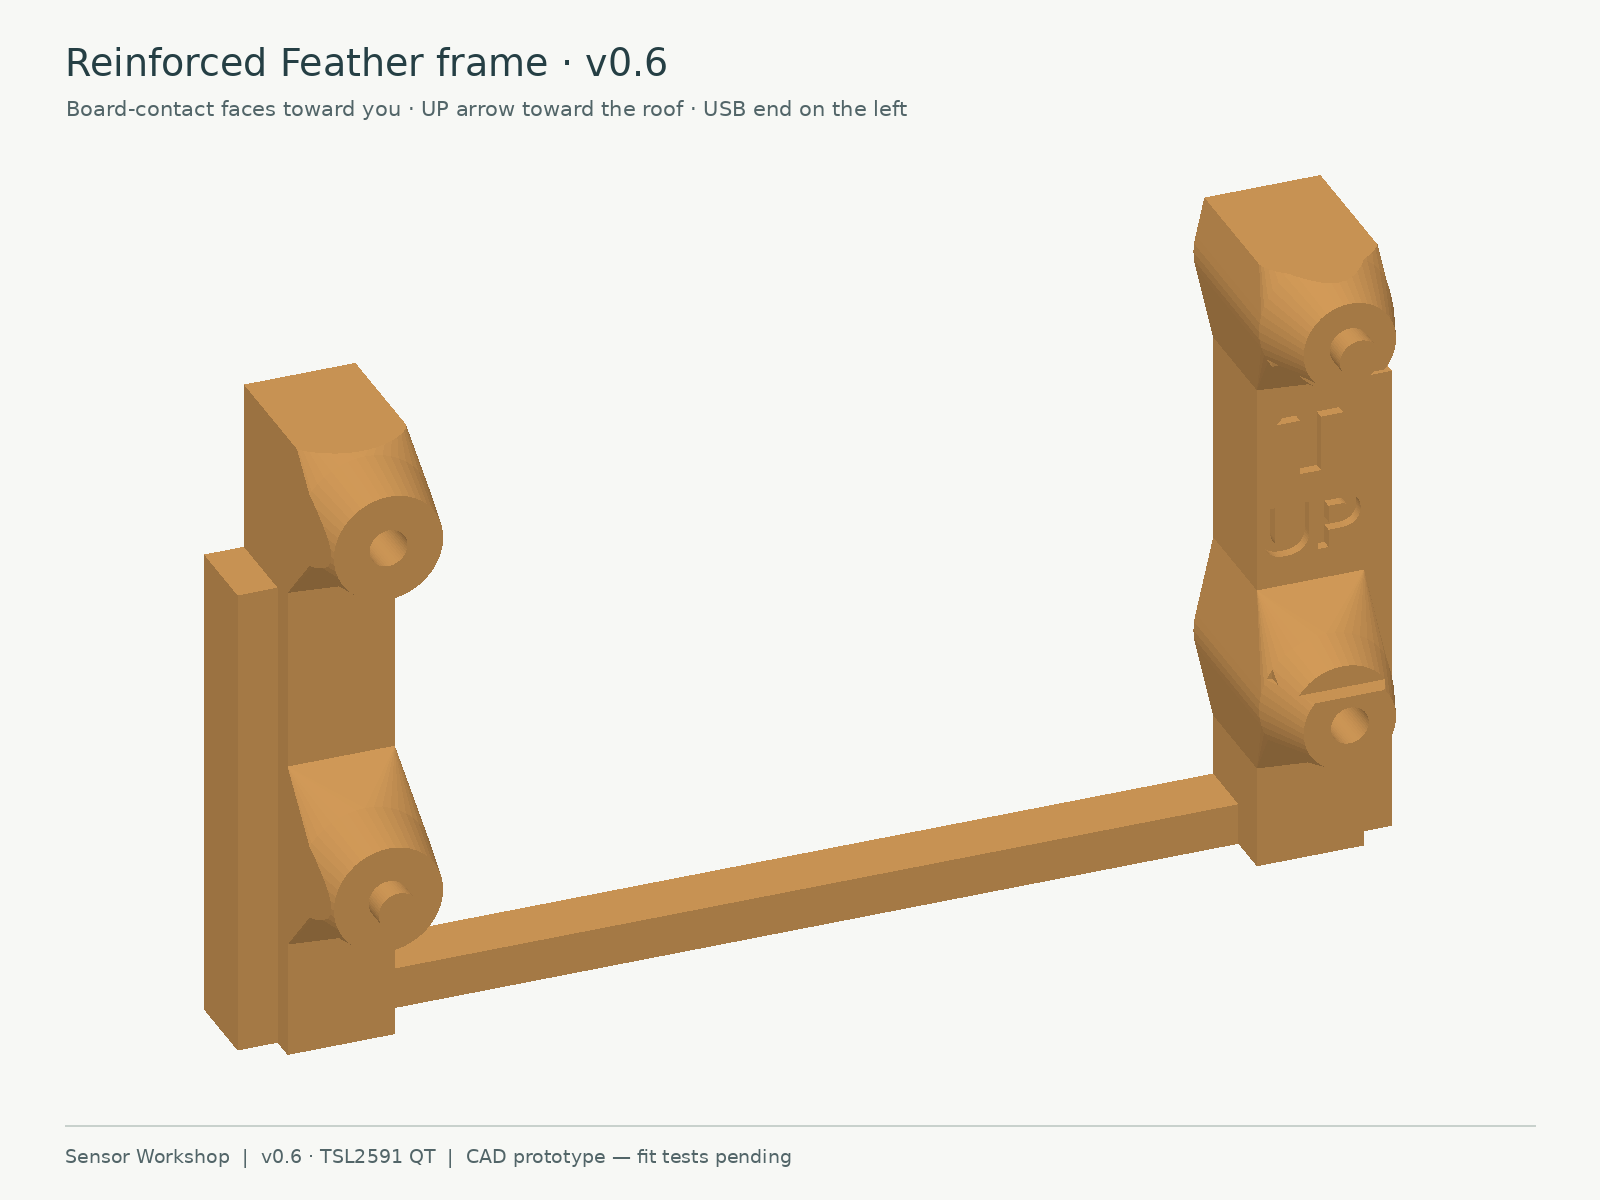 Reinforced Feather frame · v0.6
Board-contact faces toward you · UP arrow toward the roof · USB end on the left
UP
Sensor Workshop | v0.6 · TSL2591 QT | CAD prototype — fit tests pending